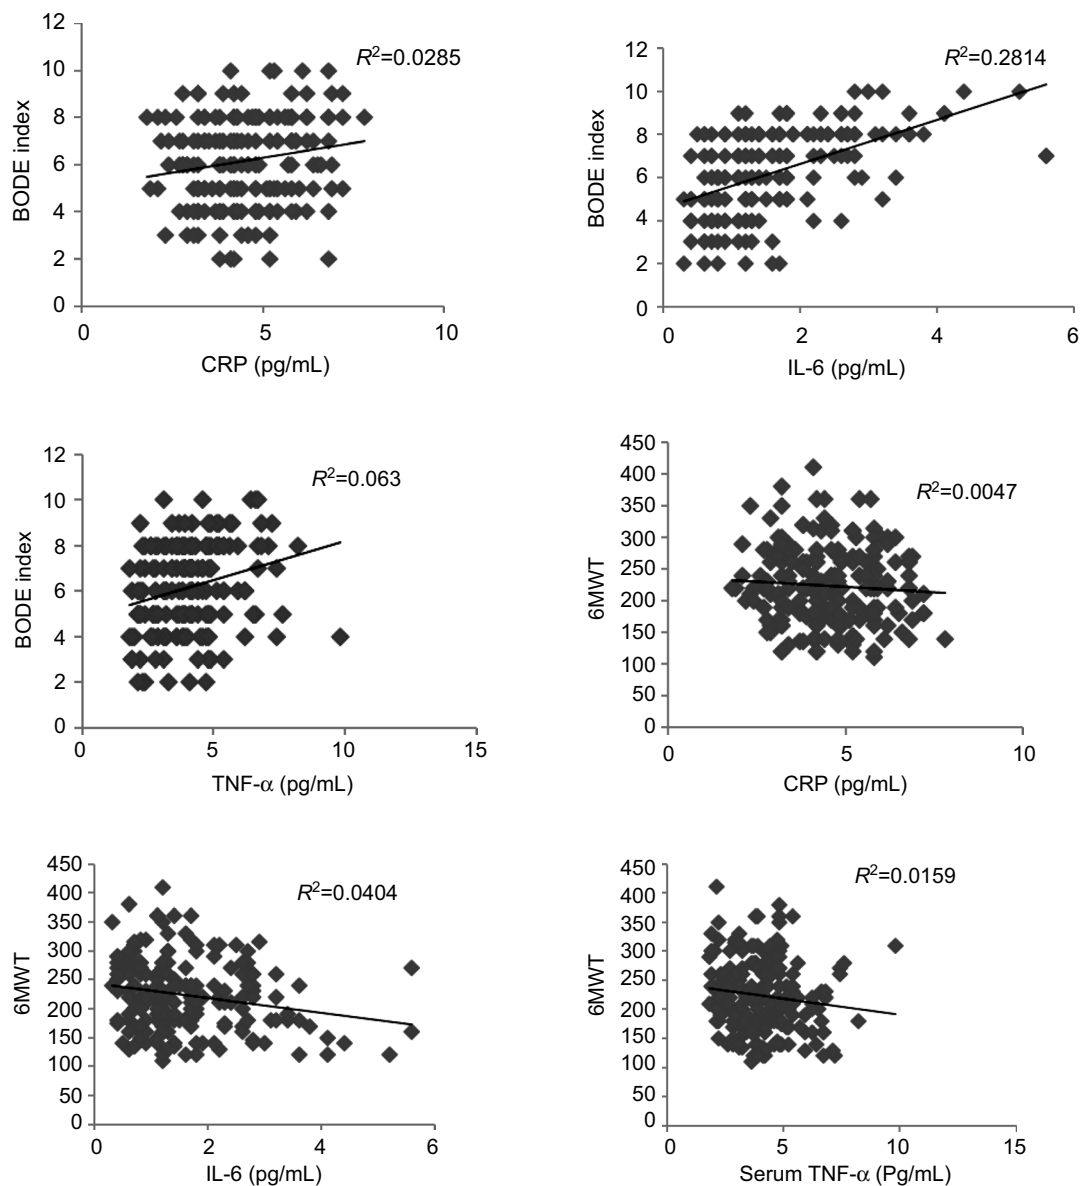 12
10
8
6
4
2
0
BODE index
R²=0.0285
0 5 10
CRP (pg/mL)
12
10
8
6
4
2
0
BODE index
R²=0.2814
0 2 4 6
IL-6 (pg/mL)
12
10
8
6
4
2
0
BODE index
R²=0.063
0 5 10 15
TNF-α (pg/mL)
450
400
350
300
250
200
150
100
50
0
6MWT
R²=0.0047
0 5 10
CRP (pg/mL)
450
400
350
300
250
200
150
100
50
0
6MWT
R²=0.0404
0 2 4 6
IL-6 (pg/mL)
450
400
350
300
250
200
150
100
50
0
6MWT
R²=0.0159
0 5 10 15
Serum TNF-α (Pg/mL)